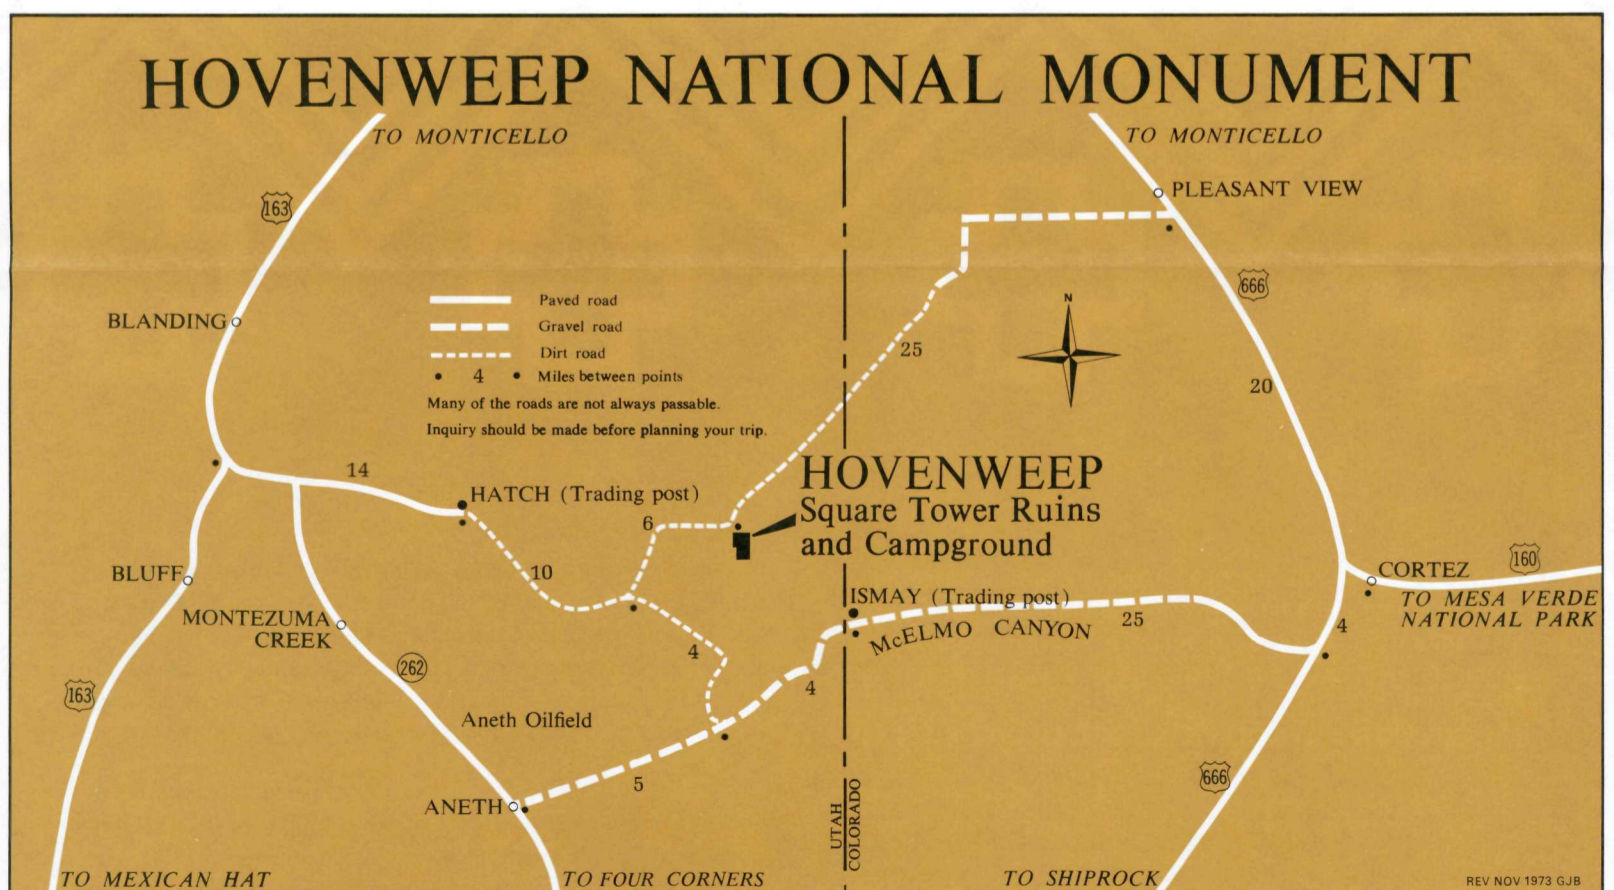 HOVENWEEP NATIONAL MONUMENT
TO MONTICELLO
TO MONTICELLO
163
PLEASANT VIEW
666
BLANDING
Paved road
Gravel road
Dirt road
4 Miles between points
Many of the roads are not always passable.
Inquiry should be made before planning your trip.
N
25
20
14
HATCH (Trading post)
HOVENWEEP
Square Tower Ruins
and Campground
6
10
BLUFF
MONTEZUMA
CREEK
ISMAY (Trading post)
McELMO CANYON
25
160
CORTEZ
TO MESA VERDE
NATIONAL PARK
4
4
4
262
163
Aneth Oilfield
5
666
ANETH
UTAH
COLORADO
TO MEXICAN HAT
TO FOUR CORNERS
TO SHIPROCK
REV NOV 1973 GJB